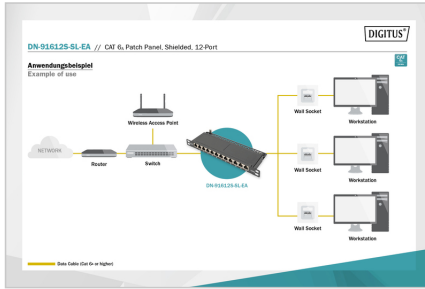 DIGITUS®
DN-91612S-SL-EA // CAT 6A Patch Panel, Shielded, 12-Port
Anwendungsbeispiel
Example of use
CAT
Wireless Access Point
Wall Socket
Workstation
NETWORK
Router
Switch
DN-91612S-SL-EA
Wall Socket
Workstation
Wall Socket
Workstation
Data Cable (Cat 6A or higher)